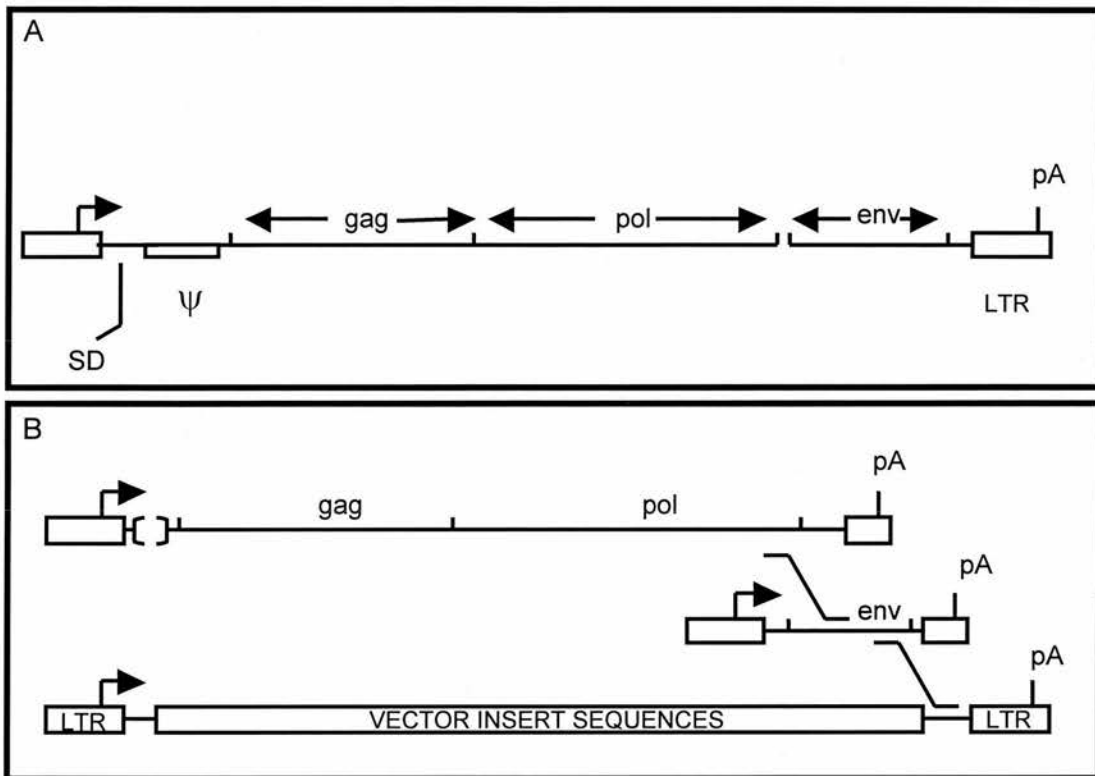 A
pA
gag
pol
env
ψ
LTR
SD
B
pA
gag
pol
pA
env
pA
LTR
VECTOR INSERT SEQUENCES
LTR